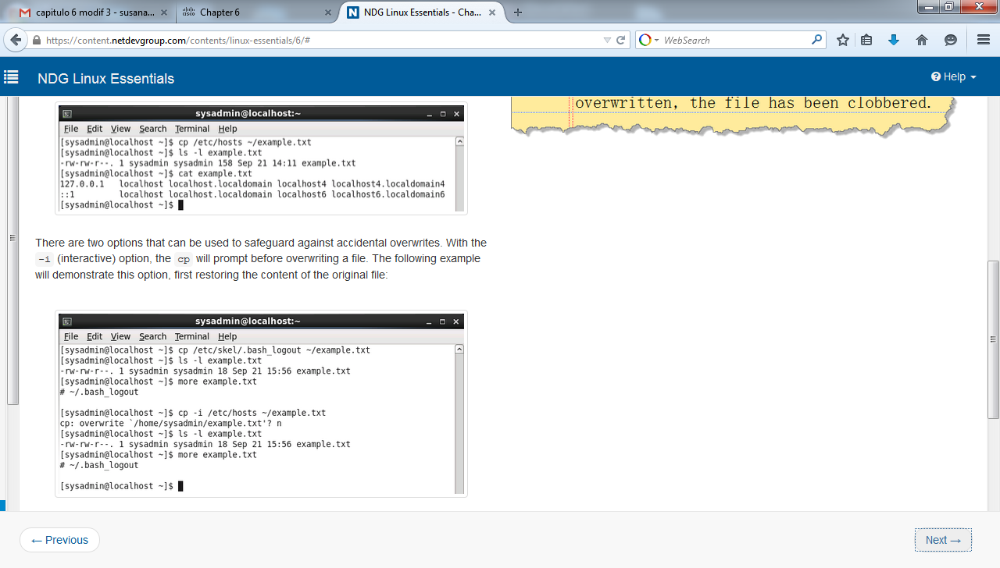 capitulo 6 modif 3 - susana...
cisco Chapter 6
N NDG Linux Essentials - Cha...
https://content.netdevgroup.com/contents/linux-essentials/6/#
WebSearch
NDG Linux Essentials
Help
overwritten, the file has been clobbered.
sysadmin@localhost:~
File Edit View Search Terminal Help
[sysadmin@localhost ~]$ cp /etc/hosts ~/example.txt
[sysadmin@localhost ~]$ ls -l example.txt
-rw-rw-r--. 1 sysadmin sysadmin 158 Sep 21 14:11 example.txt
[sysadmin@localhost ~]$ cat example.txt
127.0.0.1   localhost localhost.localdomain localhost4 localhost4.localdomain4
::1         localhost localhost.localdomain localhost6 localhost6.localdomain6
[sysadmin@localhost ~]$
There are two options that can be used to safeguard against accidental overwrites. With the
-i (interactive) option, the cp will prompt before overwriting a file. The following example
will demonstrate this option, first restoring the content of the original file:
sysadmin@localhost:~
File Edit View Search Terminal Help
[sysadmin@localhost ~]$ cp /etc/skel/.bash_logout ~/example.txt
[sysadmin@localhost ~]$ ls -l example.txt
-rw-rw-r--. 1 sysadmin sysadmin 18 Sep 21 15:56 example.txt
[sysadmin@localhost ~]$ more example.txt
# ~/.bash_logout
[sysadmin@localhost ~]$ cp -i /etc/hosts ~/example.txt
cp: overwrite `/home/sysadmin/example.txt'? n
[sysadmin@localhost ~]$ ls -l example.txt
-rw-rw-r--. 1 sysadmin sysadmin 18 Sep 21 15:56 example.txt
[sysadmin@localhost ~]$ more example.txt
# ~/.bash_logout
[sysadmin@localhost ~]$
← Previous
Next →